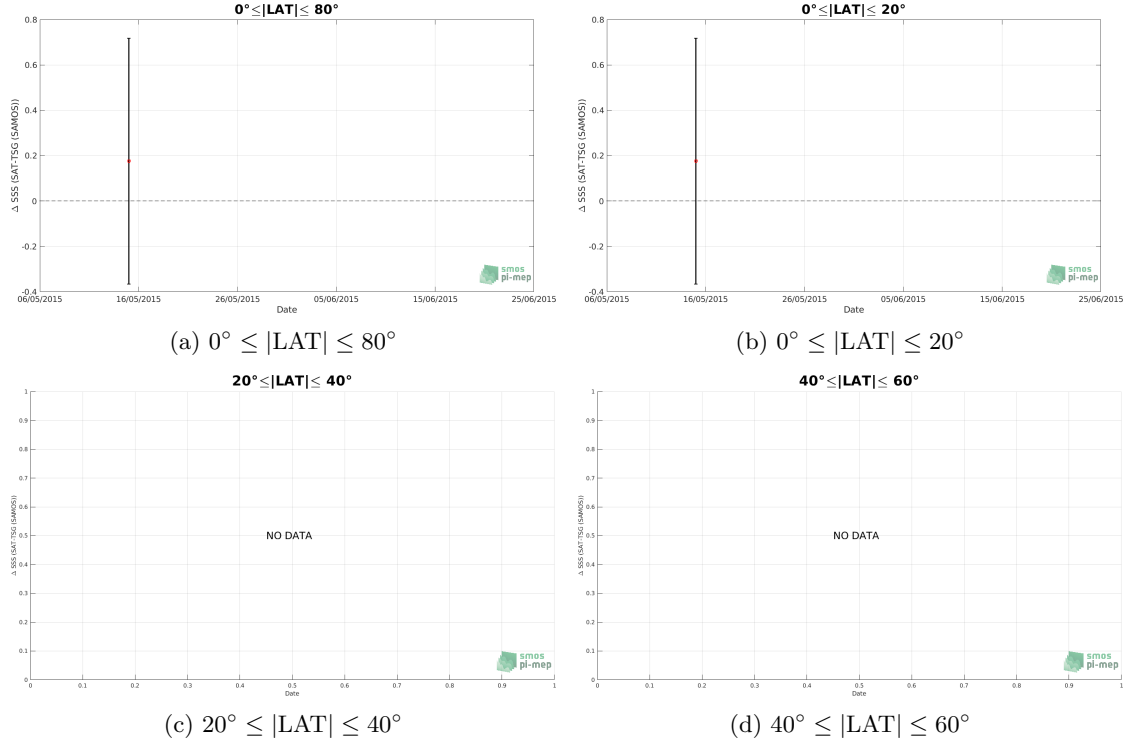 0°≤|LAT|≤ 80°
Δ SSS (SAT-TSG (SAMOS))
0.8
0.6
0.4
0.2
0
-0.2
-0.4
06/05/2015 16/05/2015 26/05/2015 05/06/2015 15/06/2015 25/06/2015
Date
smos
pi-mep
(a) 0° ≤ |LAT| ≤ 80°
0°≤|LAT|≤ 20°
Δ SSS (SAT-TSG (SAMOS))
0.8
0.6
0.4
0.2
0
-0.2
-0.4
06/05/2015 16/05/2015 26/05/2015 05/06/2015 15/06/2015 25/06/2015
Date
smos
pi-mep
(b) 0° ≤ |LAT| ≤ 20°
20°≤|LAT|≤ 40°
Δ SSS (SAT-TSG (SAMOS))
1
0.9
0.8
0.7
0.6
0.5
0.4
0.3
0.2
0.1
0
NO DATA
0 0.1 0.2 0.3 0.4 0.5 0.6 0.7 0.8 0.9 1
Date
smos
pi-mep
(c) 20° ≤ |LAT| ≤ 40°
40°≤|LAT|≤ 60°
Δ SSS (SAT-TSG (SAMOS))
1
0.9
0.8
0.7
0.6
0.5
0.4
0.3
0.2
0.1
0
NO DATA
0 0.1 0.2 0.3 0.4 0.5 0.6 0.7 0.8 0.9 1
Date
smos
pi-mep
(d) 40° ≤ |LAT| ≤ 60°